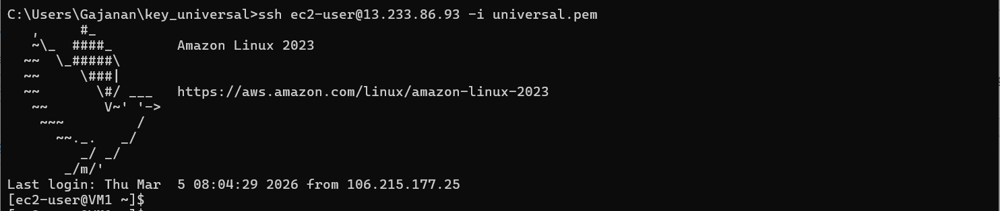 C:\Users\Gajanan\key_universal>ssh ec2-user@13.233.86.93 -i universal.pem
   ,     #_
   ~\_  ####_        Amazon Linux 2023
  ~~  \_#####\
  ~~     \###|
  ~~       \#/ ___   https://aws.amazon.com/linux/amazon-linux-2023
   ~~       V~' '->
    ~~~         /
      ~~._.   _/
         _/ _/
       _/m/'
Last login: Thu Mar  5 08:04:29 2026 from 106.215.177.25
[ec2-user@VM1 ~]$